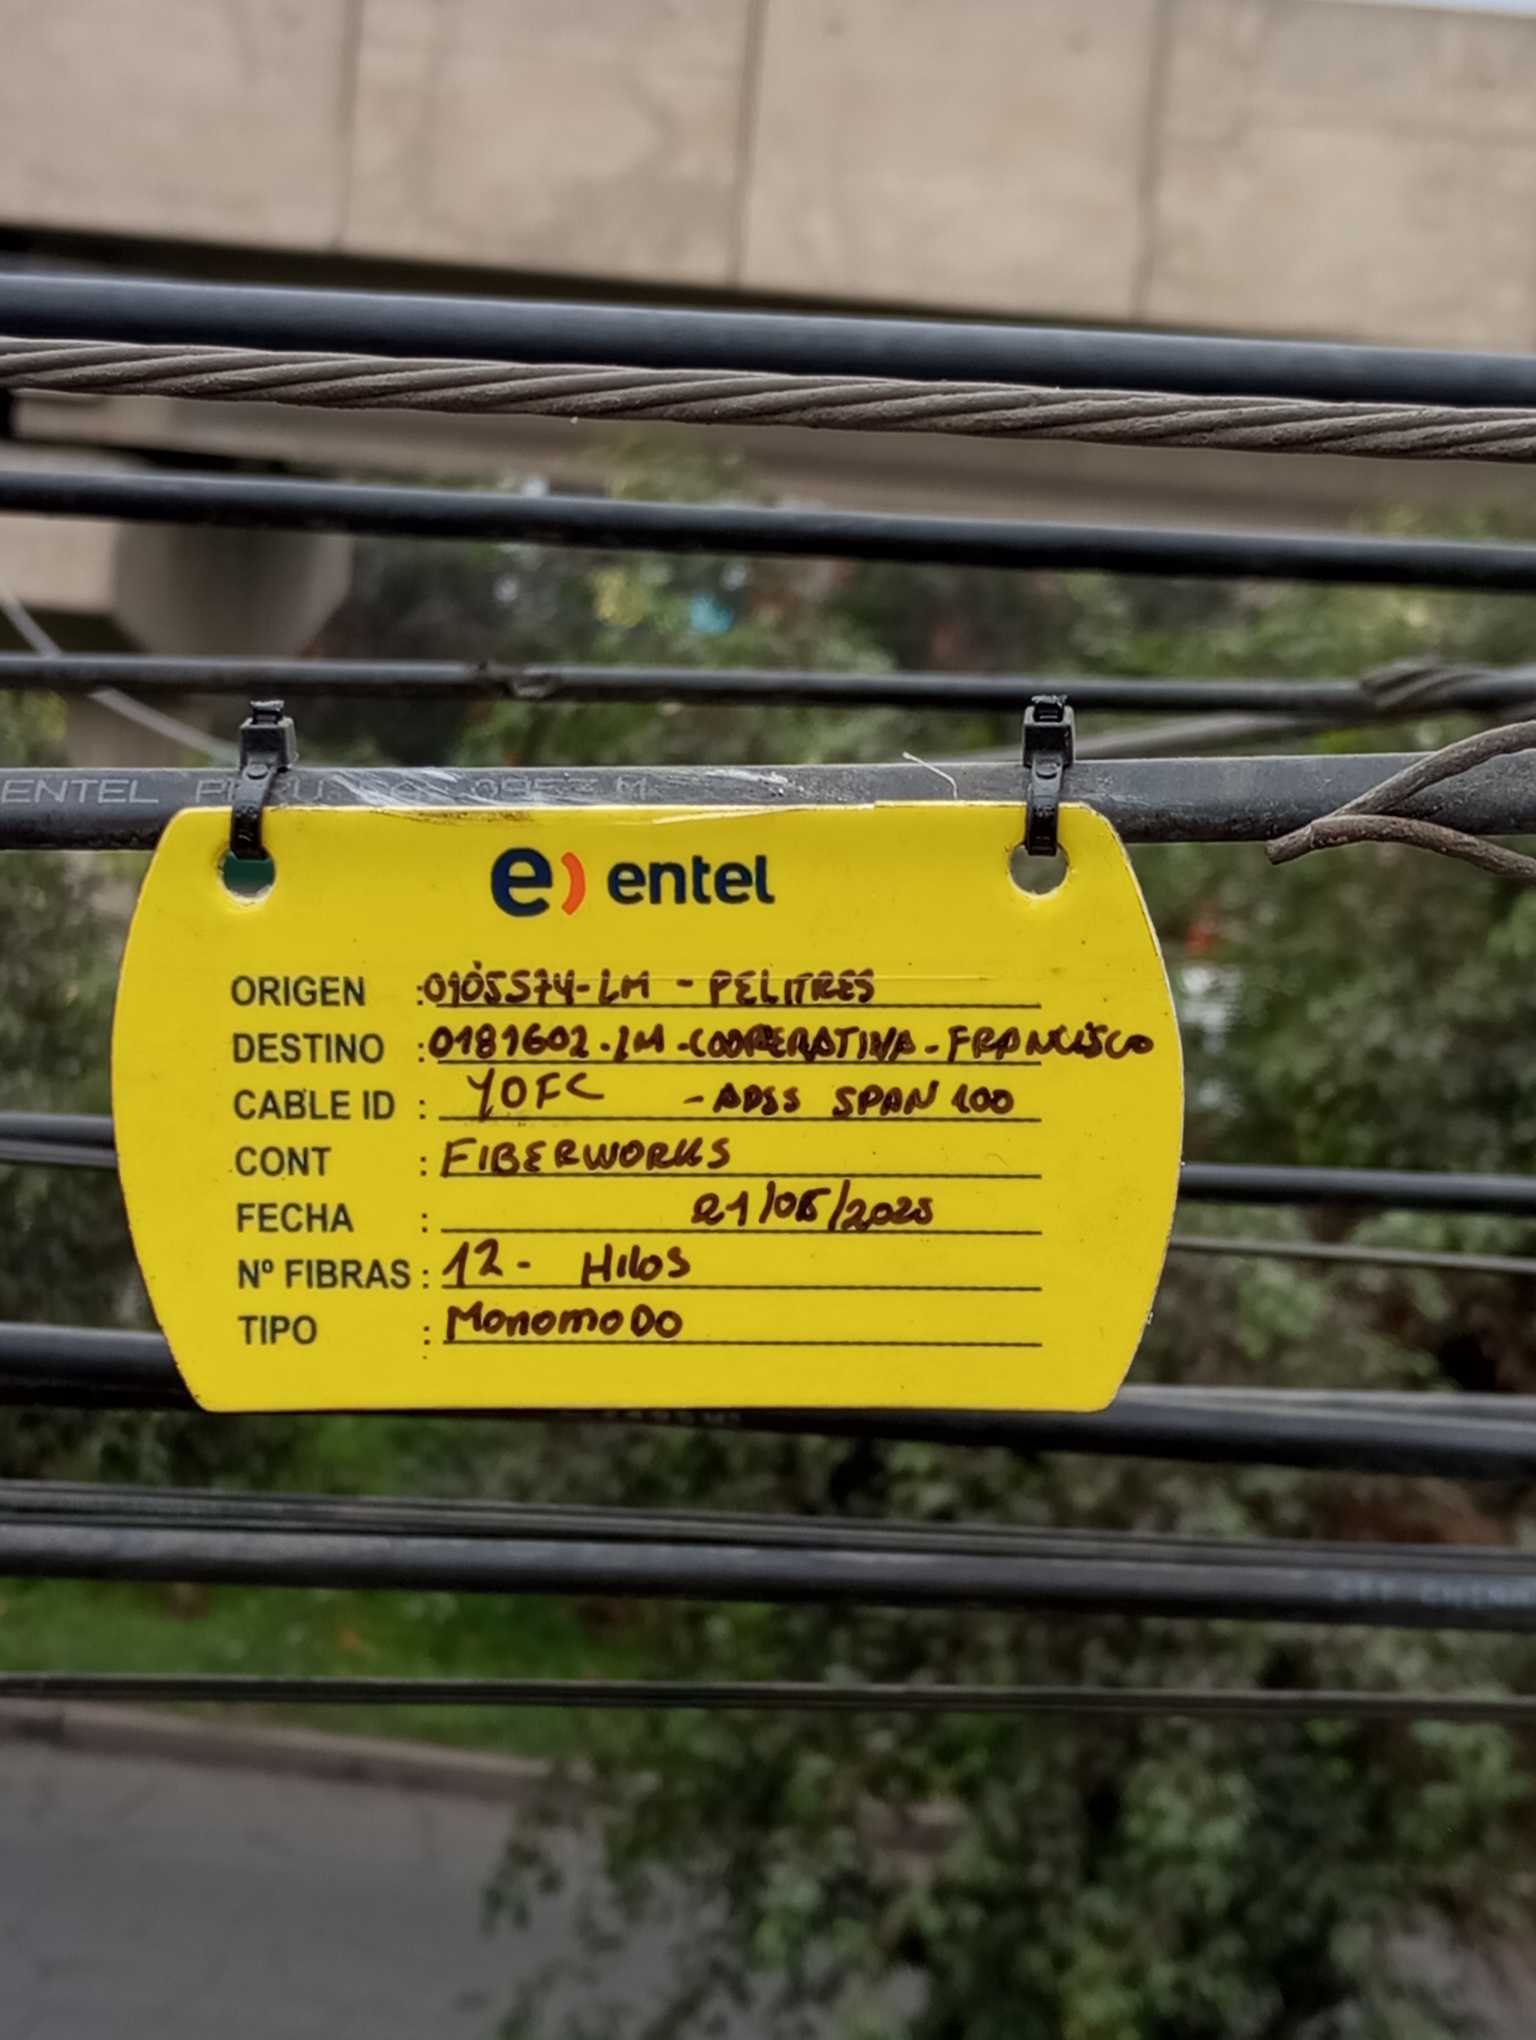 ENTEL PERU
e) entel
ORIGEN : 0105574-LM - PELITRES
DESTINO : 0181602-LM-COOPERATIVA-FRANCISCO
CABLE ID : YOFC - ADSS SPAN 100
CONT : FIBERWORKS
FECHA : 21/05/2025
Nº FIBRAS : 12- HILOS
TIPO : MONOMODO